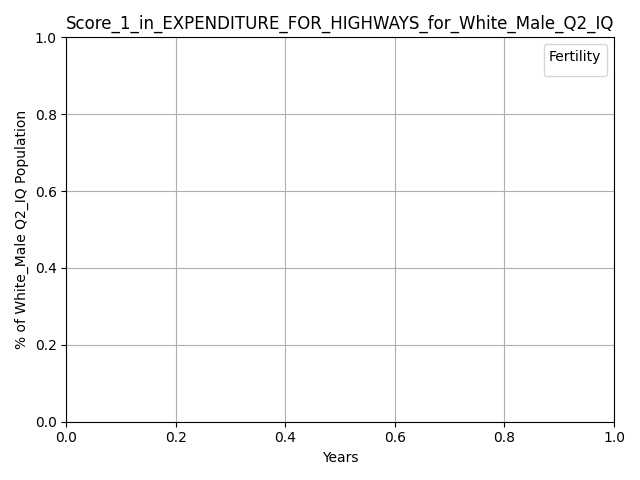 Score_1_in_EXPENDITURE_FOR_HIGHWAYS_for_White_Male_Q2_IQ
Fertility
% of White_Male Q2_IQ Population
1.0
0.8
0.6
0.4
0.2
0.0
0.0 0.2 0.4 0.6 0.8 1.0
Years